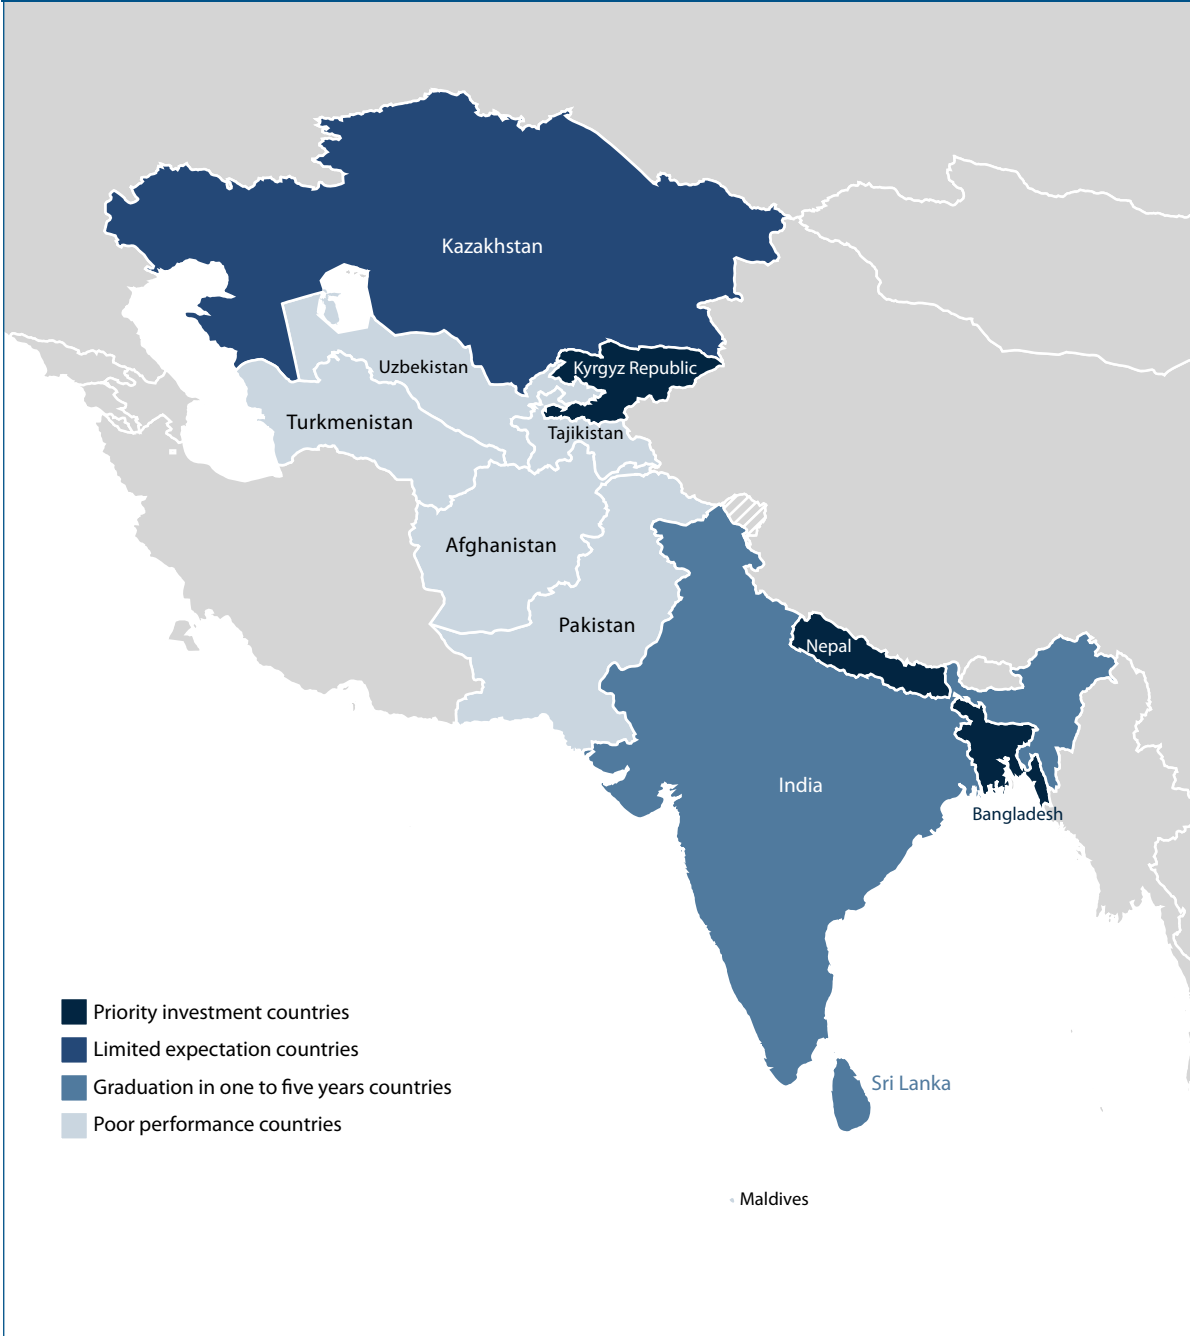 Kazakhstan
Kyrgyz Republic
Uzbekistan
Turkmenistan
Tajikistan
Afghanistan
Pakistan
Nepal
India
Bangladesh
Priority investment countries
Limited expectation countries
Graduation in one to five years countries
Poor performance countries
Sri Lanka
Maldives